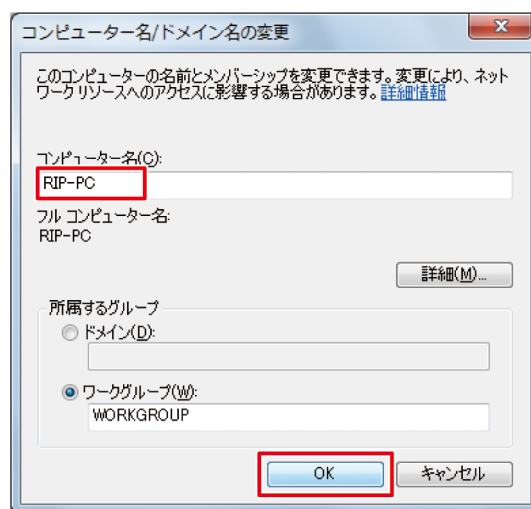 コンピューター名/ドメイン名の変更
このコンピューターの名前とメンバーシップを変更できます。変更により、ネット
ワーク リソースへのアクセスに影響する場合があります。詳細情報
コンピューター名(C):
RIP-PC
フル コンピューター名:
RIP-PC
詳細(M)...
所属するグループ
ドメイン(D):
ワークグループ(W):
WORKGROUP
OK
キャンセル